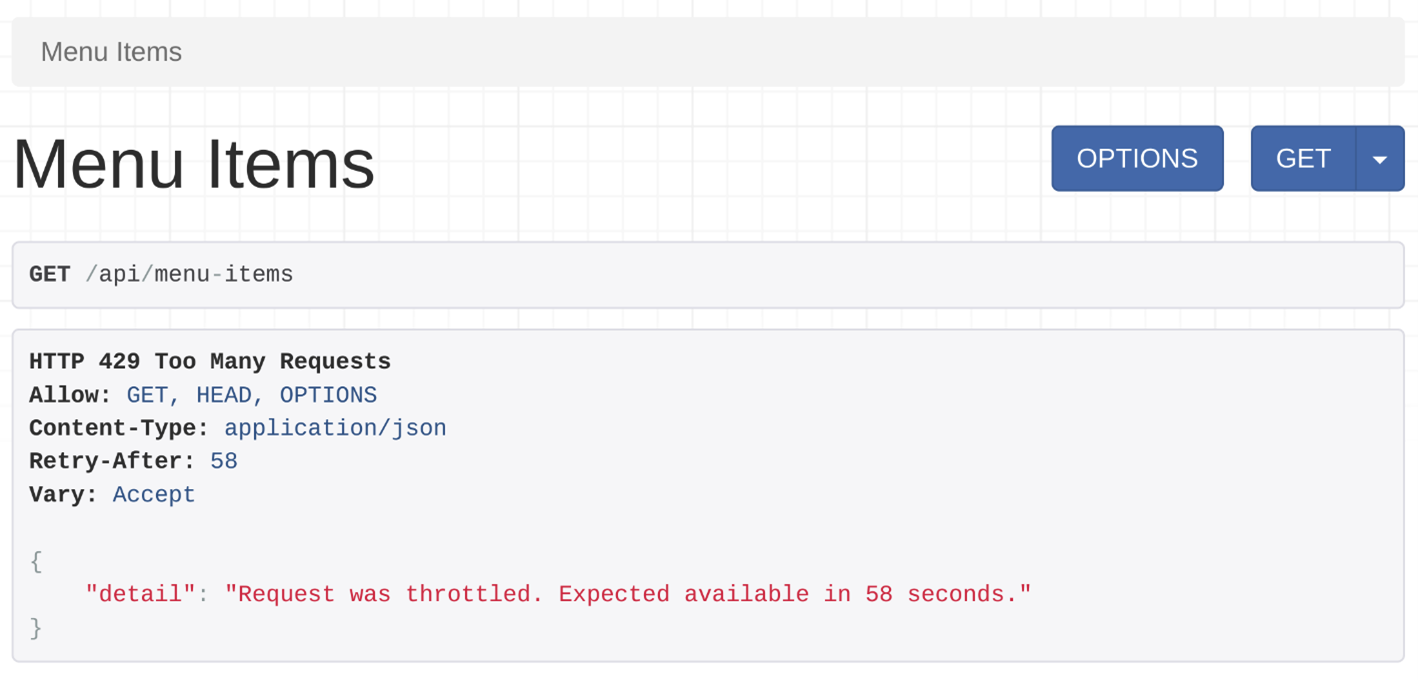 Menu Items
Menu Items
OPTIONS
GET
GET /api/menu-items
HTTP 429 Too Many Requests
Allow: GET, HEAD, OPTIONS
Content-Type: application/json
Retry-After: 58
Vary: Accept
{
    "detail": "Request was throttled. Expected available in 58 seconds."
}